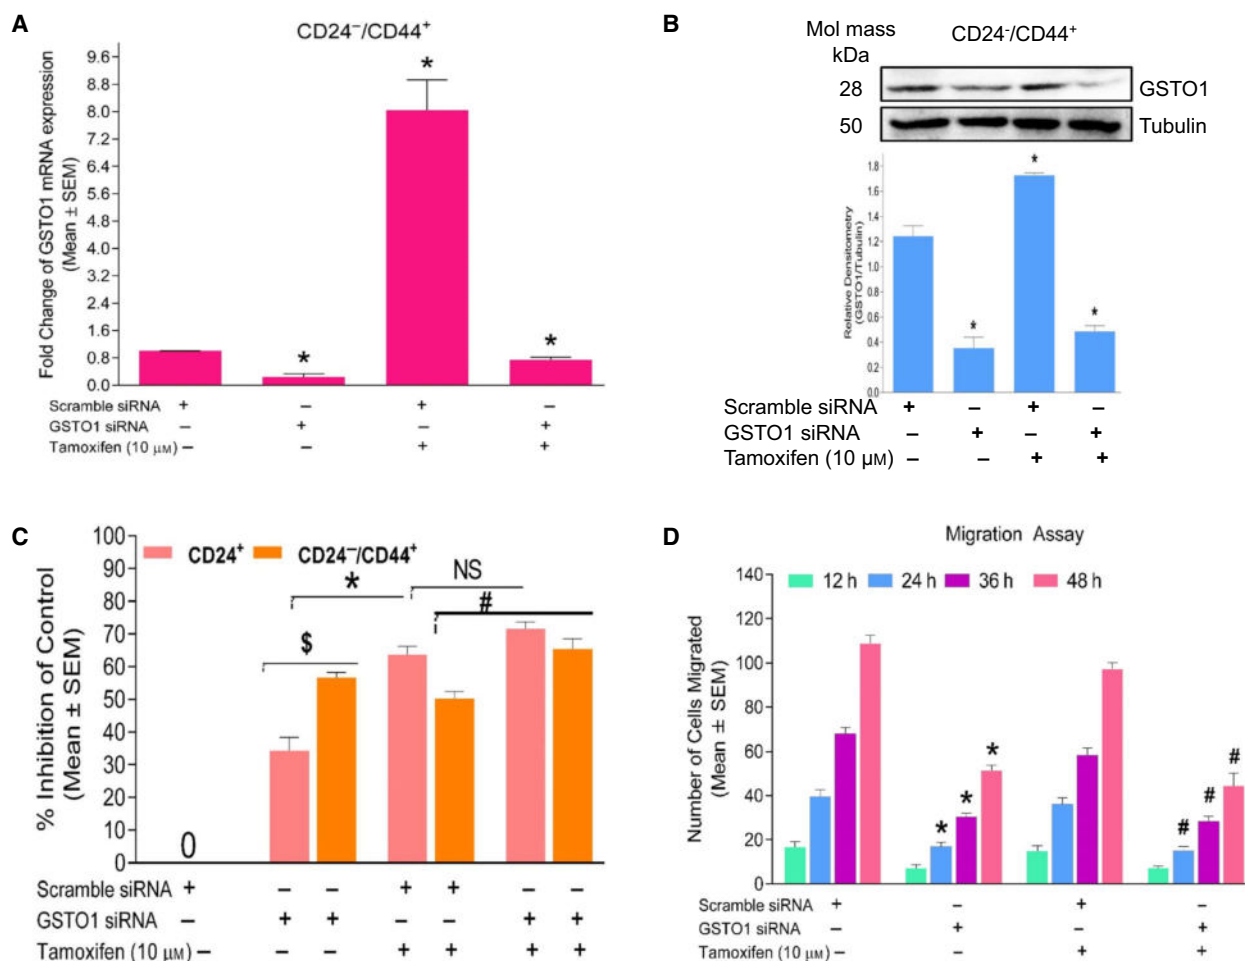 A
CD24⁻/CD44⁺
Fold Change of GSTO1 mRNA expression
(Mean ± SEM)
9.6
8.8
8.0
7.2
6.4
5.6
4.8
4.0
3.2
2.4
1.6
0.8
0.0
* * *
Scramble siRNA + – + –
GSTO1 siRNA – + – +
Tamoxifen (10 μM) – – + +
B
Mol mass
kDa
CD24⁻/CD44⁺
28 GSTO1
50 Tubulin
Relative Densitometry
(GSTO1/Tubulin)
1.8
1.6
1.4
1.2
1.0
0.8
0.6
0.4
0.2
0.0
* * *
Scramble siRNA + – + –
GSTO1 siRNA – + – +
Tamoxifen (10 μM) – – + +
C
% Inhibition of Control
(Mean ± SEM)
100
90
80
70
60
50
40
30
20
10
0
CD24⁺ CD24⁻/CD44⁺
* NS
#
$
0
Scramble siRNA + – – + + – –
GSTO1 siRNA – + + – – + +
Tamoxifen (10 μM) – – – + + + +
D
Migration Assay
12 h 24 h 36 h 48 h
Number of Cells Migrated
(Mean ± SEM)
140
120
100
80
60
40
20
0
* * * # # #
Scramble siRNA + – + –
GSTO1 siRNA – + – +
Tamoxifen (10 μM) – – + +